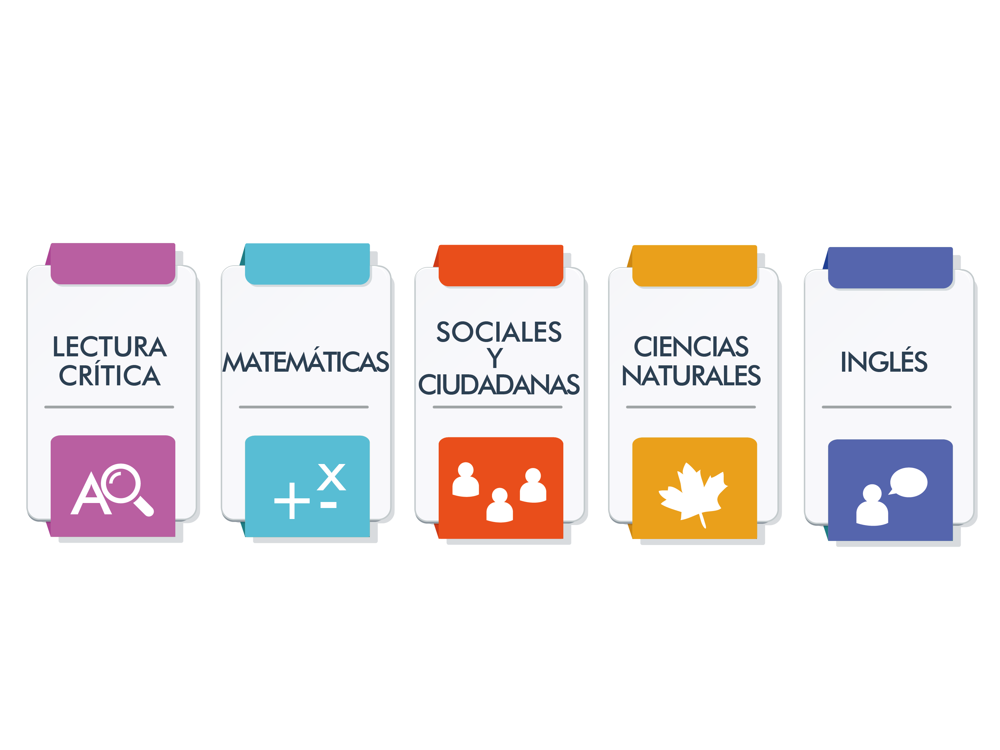 LECTURA
CRÍTICA
MATEMÁTICAS
SOCIALES
Y
CIUDADANAS
CIENCIAS
NATURALES
INGLÉS
A
+ x
-